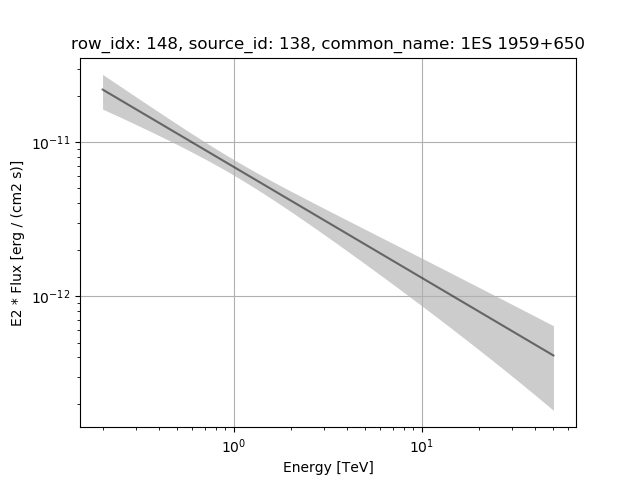 row_idx: 148, source_id: 138, common_name: 1ES 1959+650
E2 * Flux [erg / (cm2 s)]
10⁻¹¹
10⁻¹²
10⁰ 10¹
Energy [TeV]